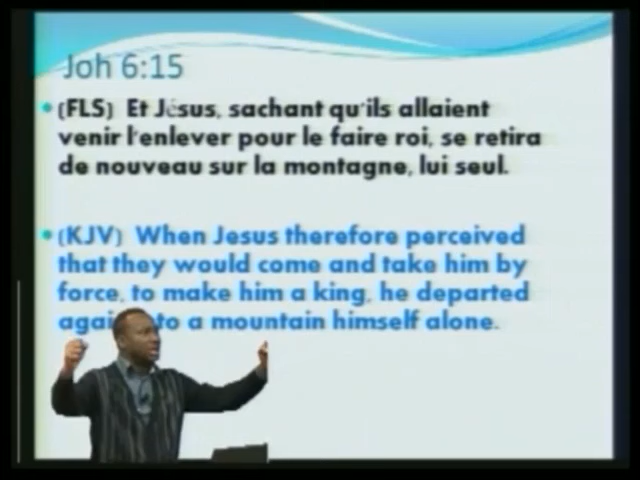 Joh 6:15
• (FLS) Et Jésus, sachant qu'ils allaient
venir l'enlever pour le faire roi, se retira
de nouveau sur la montagne, lui seul.
• (KJV) When Jesus therefore perceived
that they would come and take him by
force, to make him a king, he departed
to a mountain himself alone.